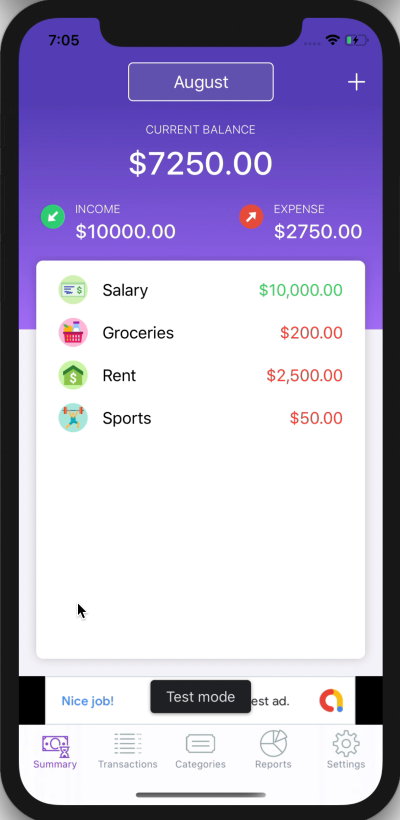 7:05
August
+
CURRENT BALANCE
$7250.00
INCOME
$10000.00
EXPENSE
$2750.00
Salary $10,000.00
Groceries $200.00
Rent $2,500.00
Sports $50.00
Nice job! Test mode est ad.
Summary Transactions Categories Reports Settings